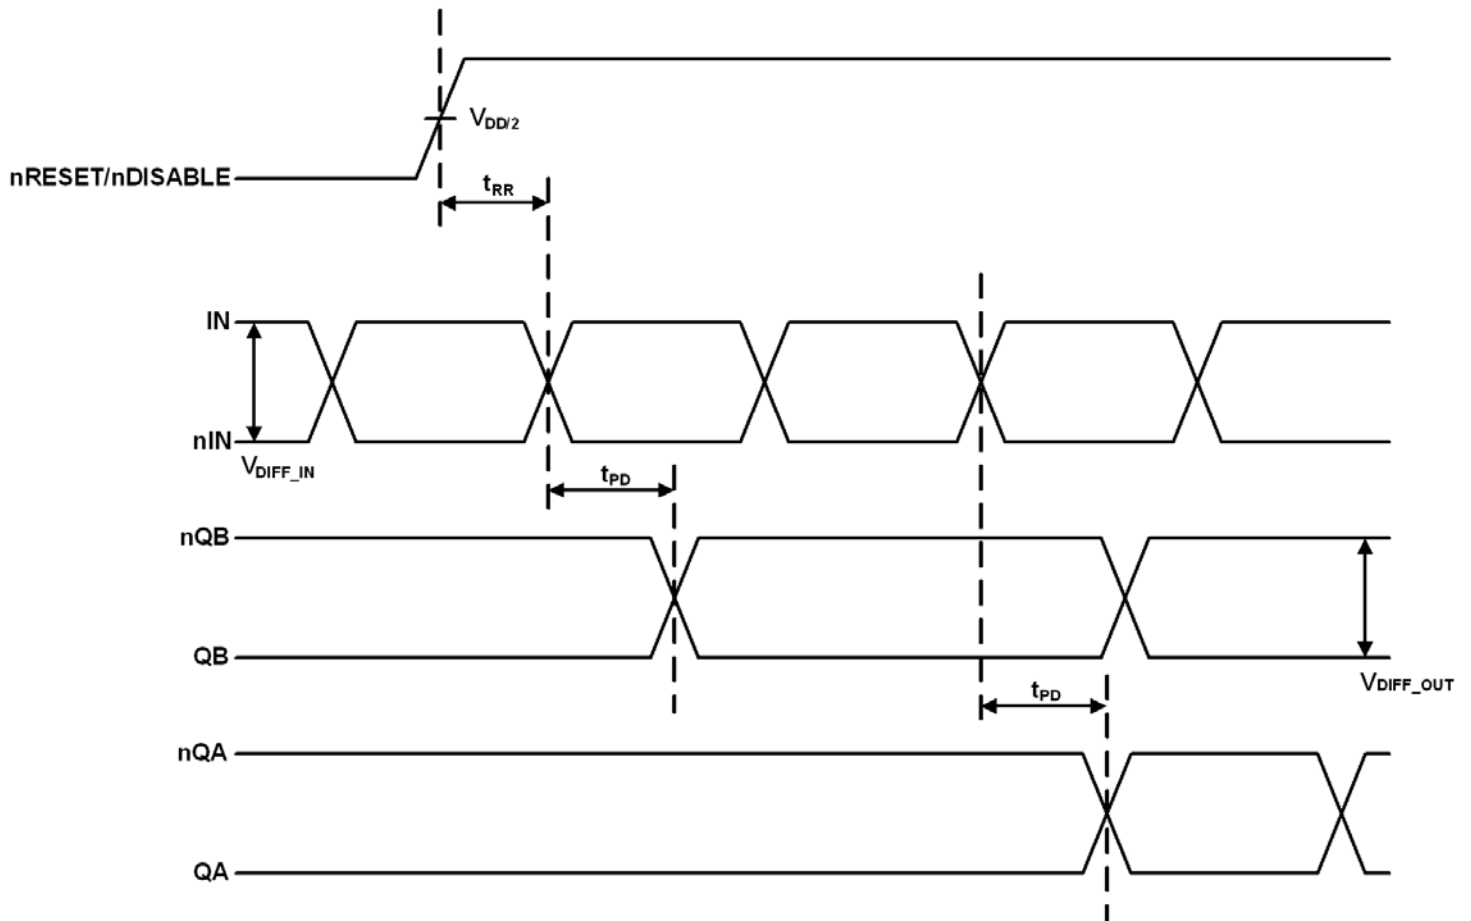 VDD/2
nRESET/nDISABLE
tRR
IN
nIN
VDIFF_IN
tPD
nQB
QB
VDIFF_OUT
tPD
nQA
QA